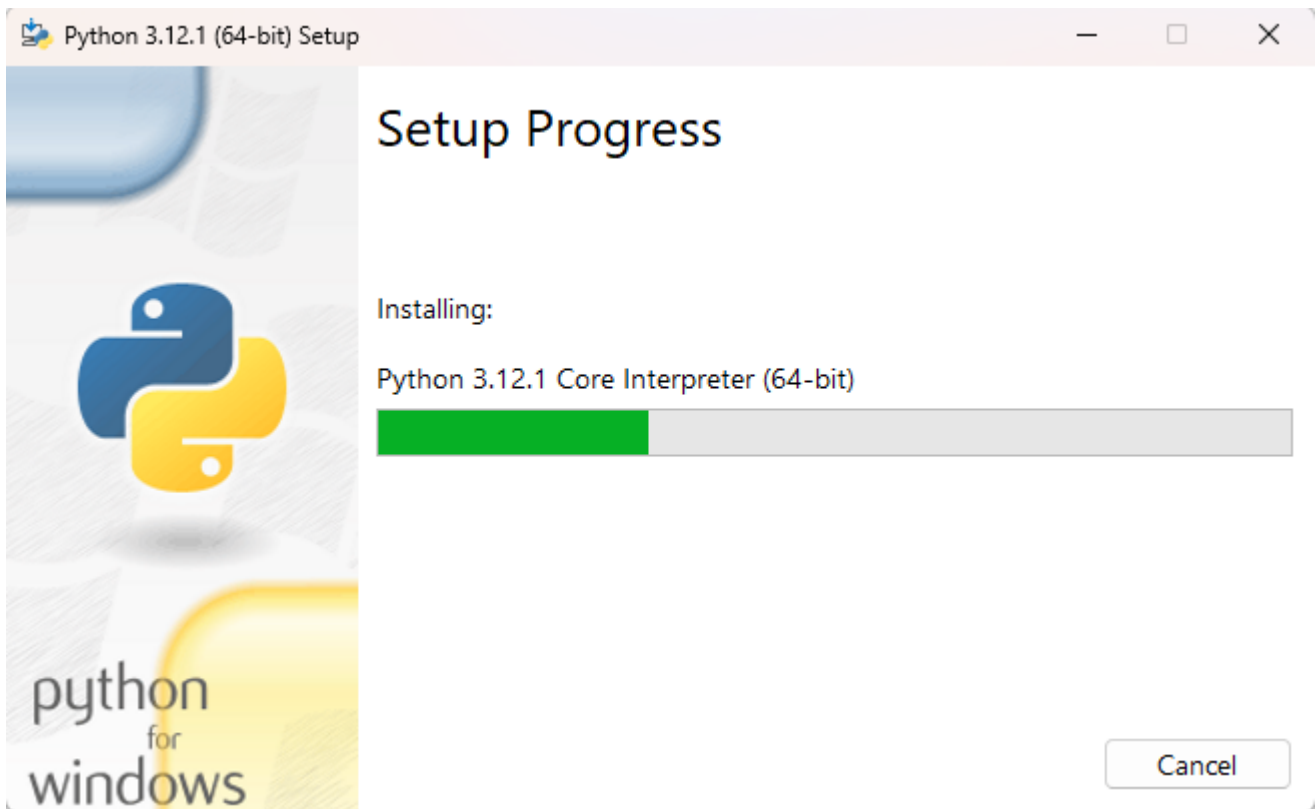 Python 3.12.1 (64-bit) Setup
Setup Progress
Installing:
Python 3.12.1 Core Interpreter (64-bit)
python
for
windows
Cancel